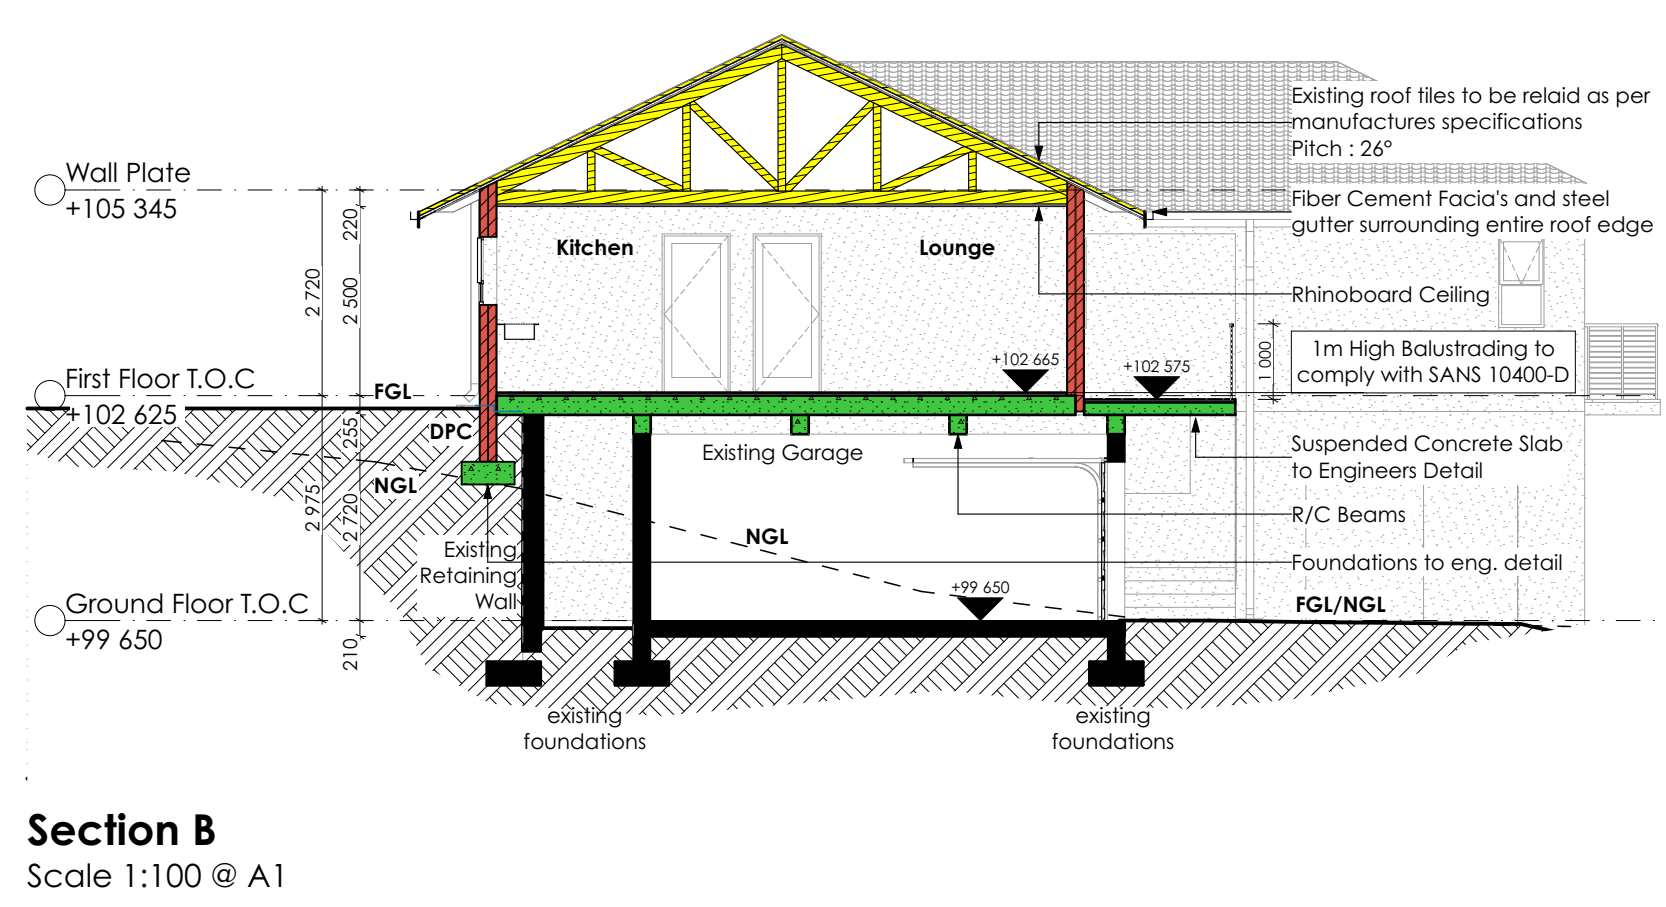 Existing roof tiles to be relaid as per
manufactures specifications
Pitch : 26°
Wall Plate
+105 345
Fiber Cement Facia's and steel
gutter surrounding entire roof edge
220
Kitchen
Lounge
2 720
2 500
Rhinoboard Ceiling
1 000
1m High Balustrading to
comply with SANS 10400-D
+102 665
+102 575
First Floor T.O.C
+102 625
FGL
255
DPC
Existing Garage
Suspended Concrete Slab
to Engineers Detail
NGL
2 975
2 720
R/C Beams
NGL
Existing
Retaining
Wall
Foundations to eng. detail
+99 650
Ground Floor T.O.C
+99 650
FGL/NGL
210
existing
foundations
existing
foundations
Section B
Scale 1:100 @ A1